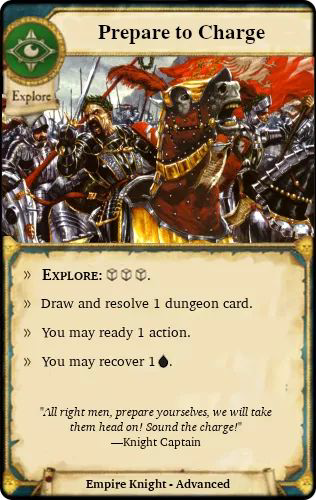 Prepare to Charge
Explore
» EXPLORE: .
» Draw and resolve 1 dungeon card.
» You may ready 1 action.
» You may recover 1 .
"All right men, prepare yourselves, we will take
them head on! Sound the charge!"
—Knight Captain
Empire Knight - Advanced